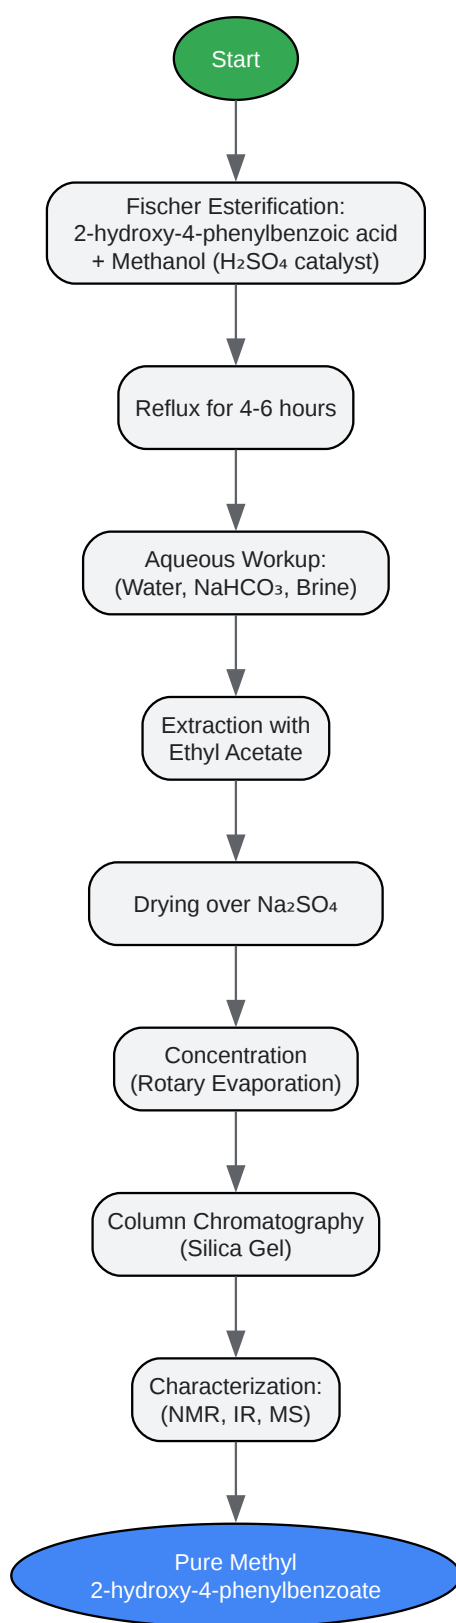 Start
Fischer Esterification:
2-hydroxy-4-phenylbenzoic acid
+ Methanol (H₂SO₄ catalyst)
Reflux for 4-6 hours
Aqueous Workup:
(Water, NaHCO₃, Brine)
Extraction with
Ethyl Acetate
Drying over Na₂SO₄
Concentration
(Rotary Evaporation)
Column Chromatography
(Silica Gel)
Characterization:
(NMR, IR, MS)
Pure Methyl
2-hydroxy-4-phenylbenzoate